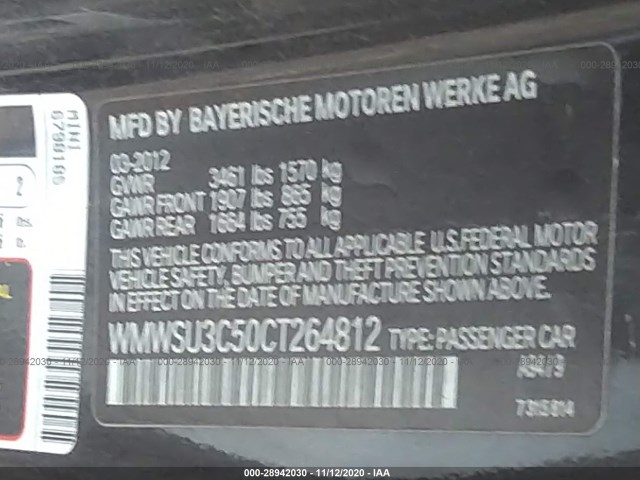 MFD BY BAYERISCHE MOTOREN WERKE AG
03-2012
GVWR 3461 lbs 1570 kg
GAWR FRONT 1907 lbs 865 kg
GAWR REAR 1664 lbs 755 kg
THIS VEHICLE CONFORMS TO ALL APPLICABLE U.S. FEDERAL MOTOR
VEHICLE SAFETY, BUMPER AND THEFT PREVENTION STANDARDS
IN EFFECT ON THE DATE OF MANUFACTURE SHOWN ABOVE.
WMWSU3C50CT264812 TYPE: PASSENGER CAR
7315814
MINI
2
000-28942030 - 11/12/2020 - IAA